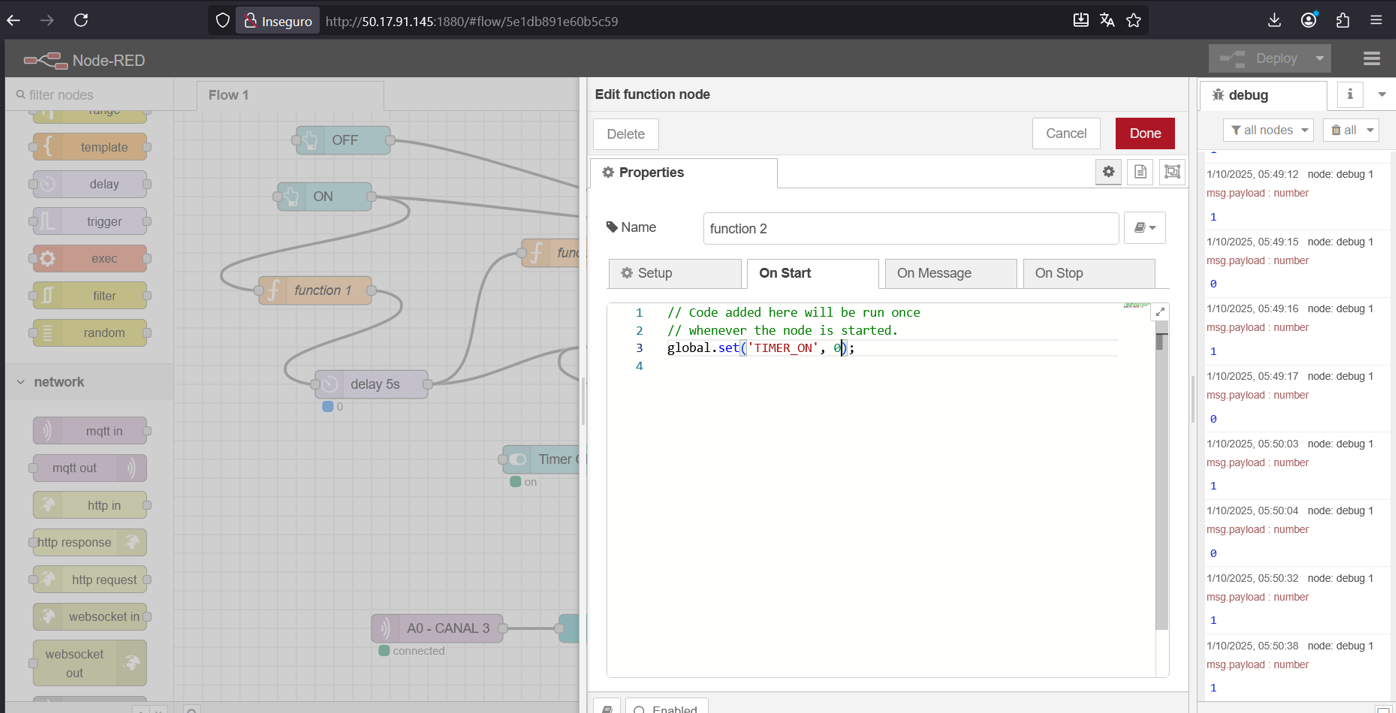 Inseguro
http://50.17.91.145:1880/#flow/5e1db891e60b5c59
Node-RED
Deploy
filter nodes
range
template
delay
trigger
exec
filter
random
network
mqtt in
mqtt out
http in
http response
http request
websocket in
websocket
out
Flow 1
OFF
ON
func
function 1
delay 5s
0
Timer
on
A0 - CANAL 3
connected
Edit function node
Delete
Cancel
Done
Properties
Name
function 2
Setup
On Start
On Message
On Stop
1 // Code added here will be run once
2 // whenever the node is started.
3 global.set('TIMER_ON', 0);
4
Enabled
debug
i
all nodes
all
1
1/10/2025, 05:49:12 node: debug 1
msg.payload : number
1
1/10/2025, 05:49:15 node: debug 1
msg.payload : number
0
1/10/2025, 05:49:16 node: debug 1
msg.payload : number
1
1/10/2025, 05:49:17 node: debug 1
msg.payload : number
0
1/10/2025, 05:50:03 node: debug 1
msg.payload : number
1
1/10/2025, 05:50:04 node: debug 1
msg.payload : number
0
1/10/2025, 05:50:32 node: debug 1
msg.payload : number
1
1/10/2025, 05:50:38 node: debug 1
msg.payload : number
1